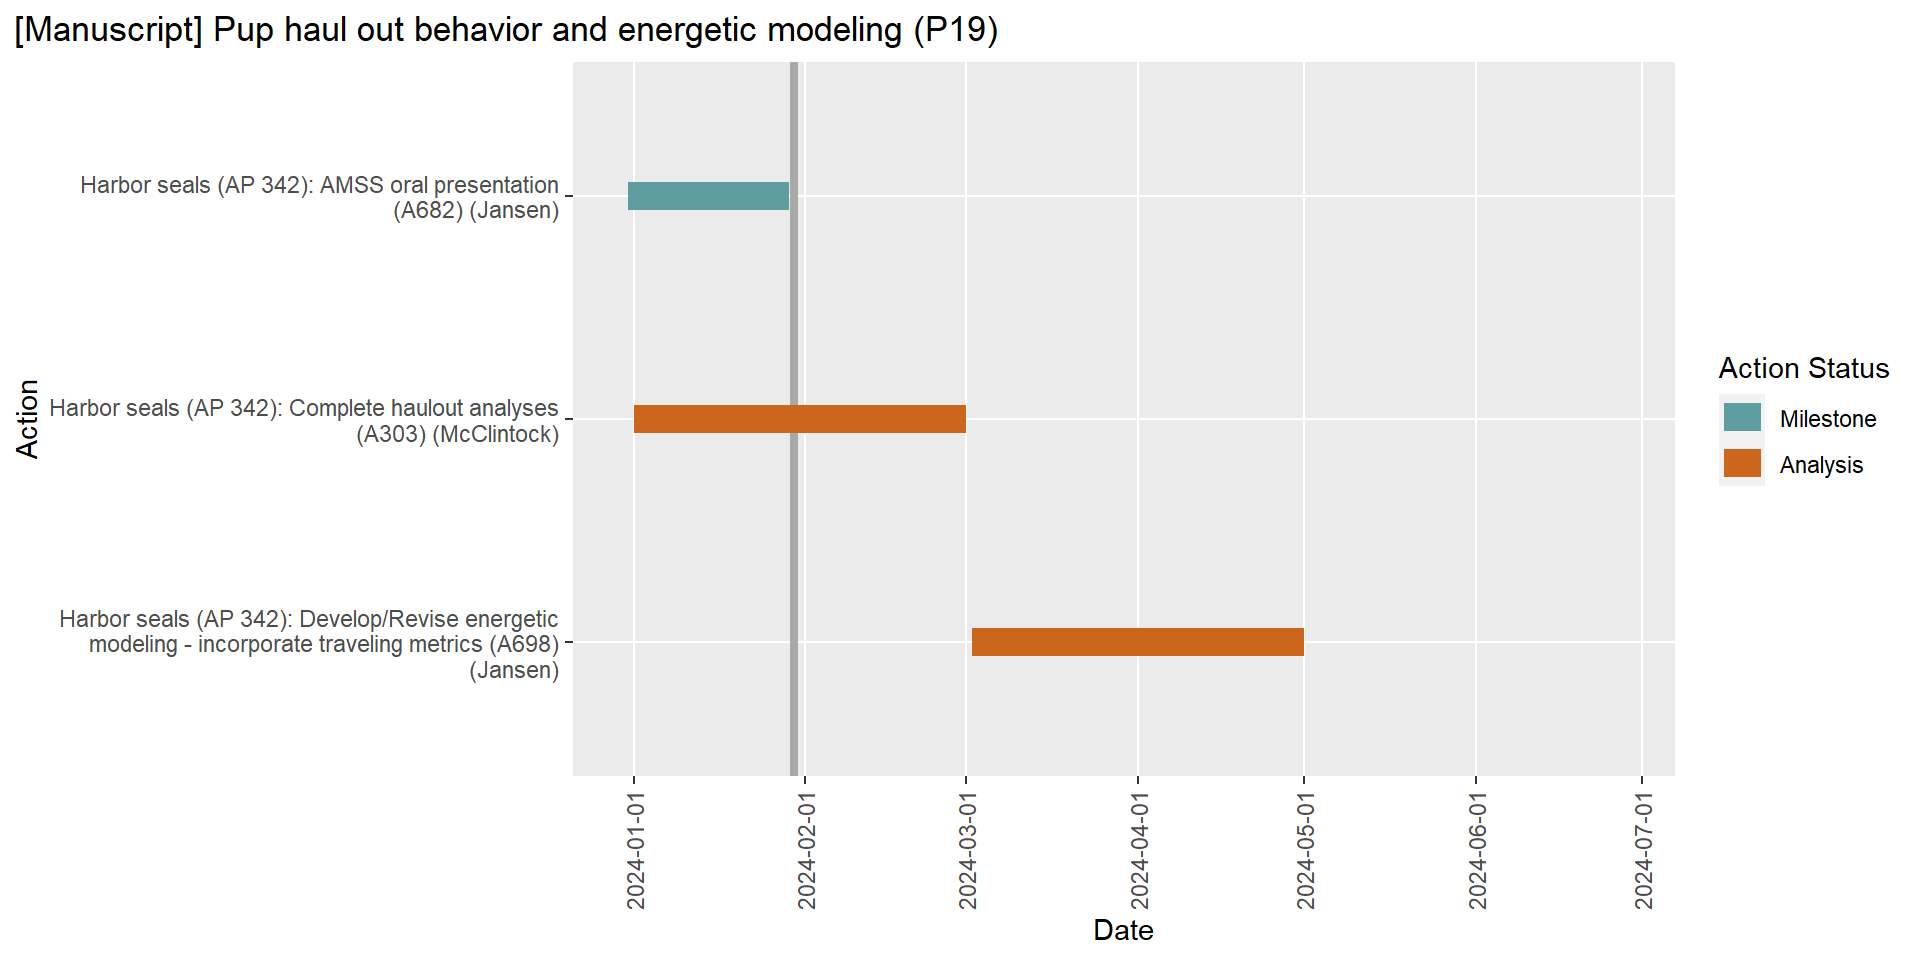 [Manuscript] Pup haul out behavior and energetic modeling (P19)
Harbor seals (AP 342): AMSS oral presentation
(A682) (Jansen)
Harbor seals (AP 342): Complete haulout analyses
(A303) (McClintock)
Harbor seals (AP 342): Develop/Revise energetic
modeling - incorporate traveling metrics (A698)
(Jansen)
Action
2024-01-01
2024-02-01
2024-03-01
2024-04-01
2024-05-01
2024-06-01
2024-07-01
Date
Action Status
Milestone
Analysis